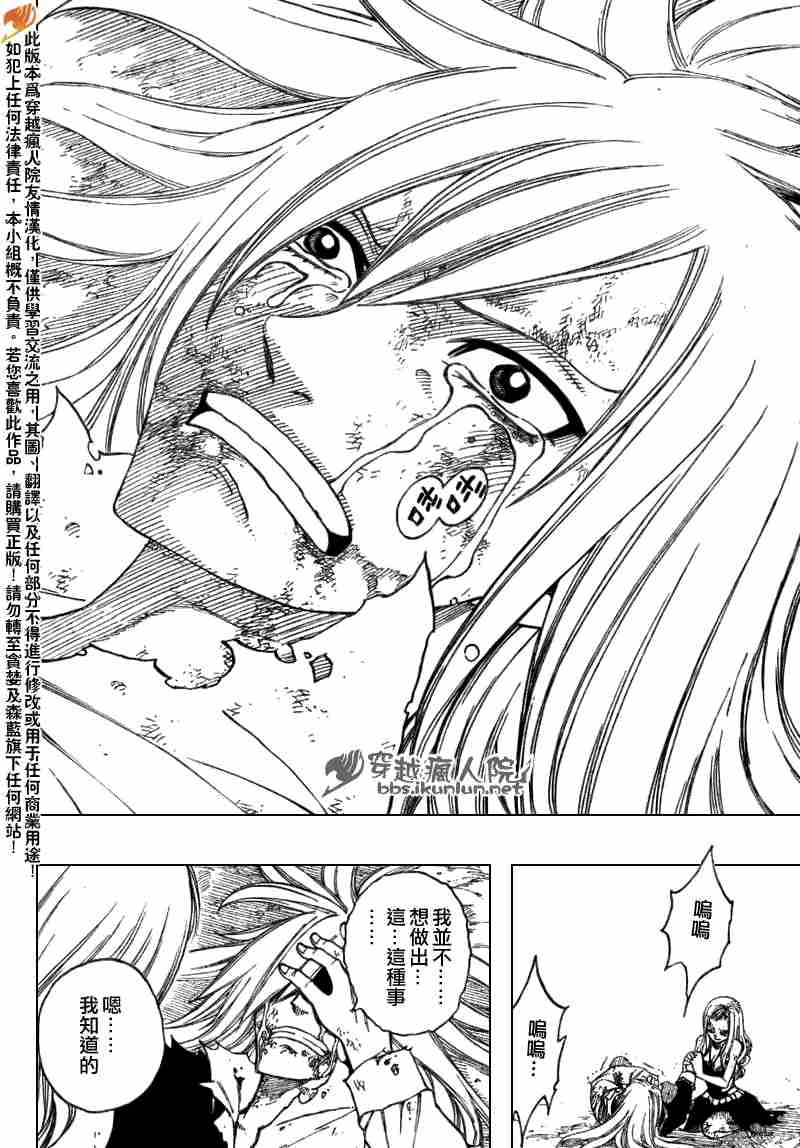 此版本爲穿越瘋人院友情漢化，僅供學習交流之用，其圖、翻譯以及任何部分不得進行修改或用于任何商業用途！
如犯上任何法律責任，本小組概不負責。若您喜歡此作品，請購買正版！請勿轉至貪婪及森藍旗下任何網站！
穿越瘋人院
bbs.ikunlun.net
嗚嗚
嗚嗚…
我並不……
想做出…
這…這種事
……
嗯……
我知道的